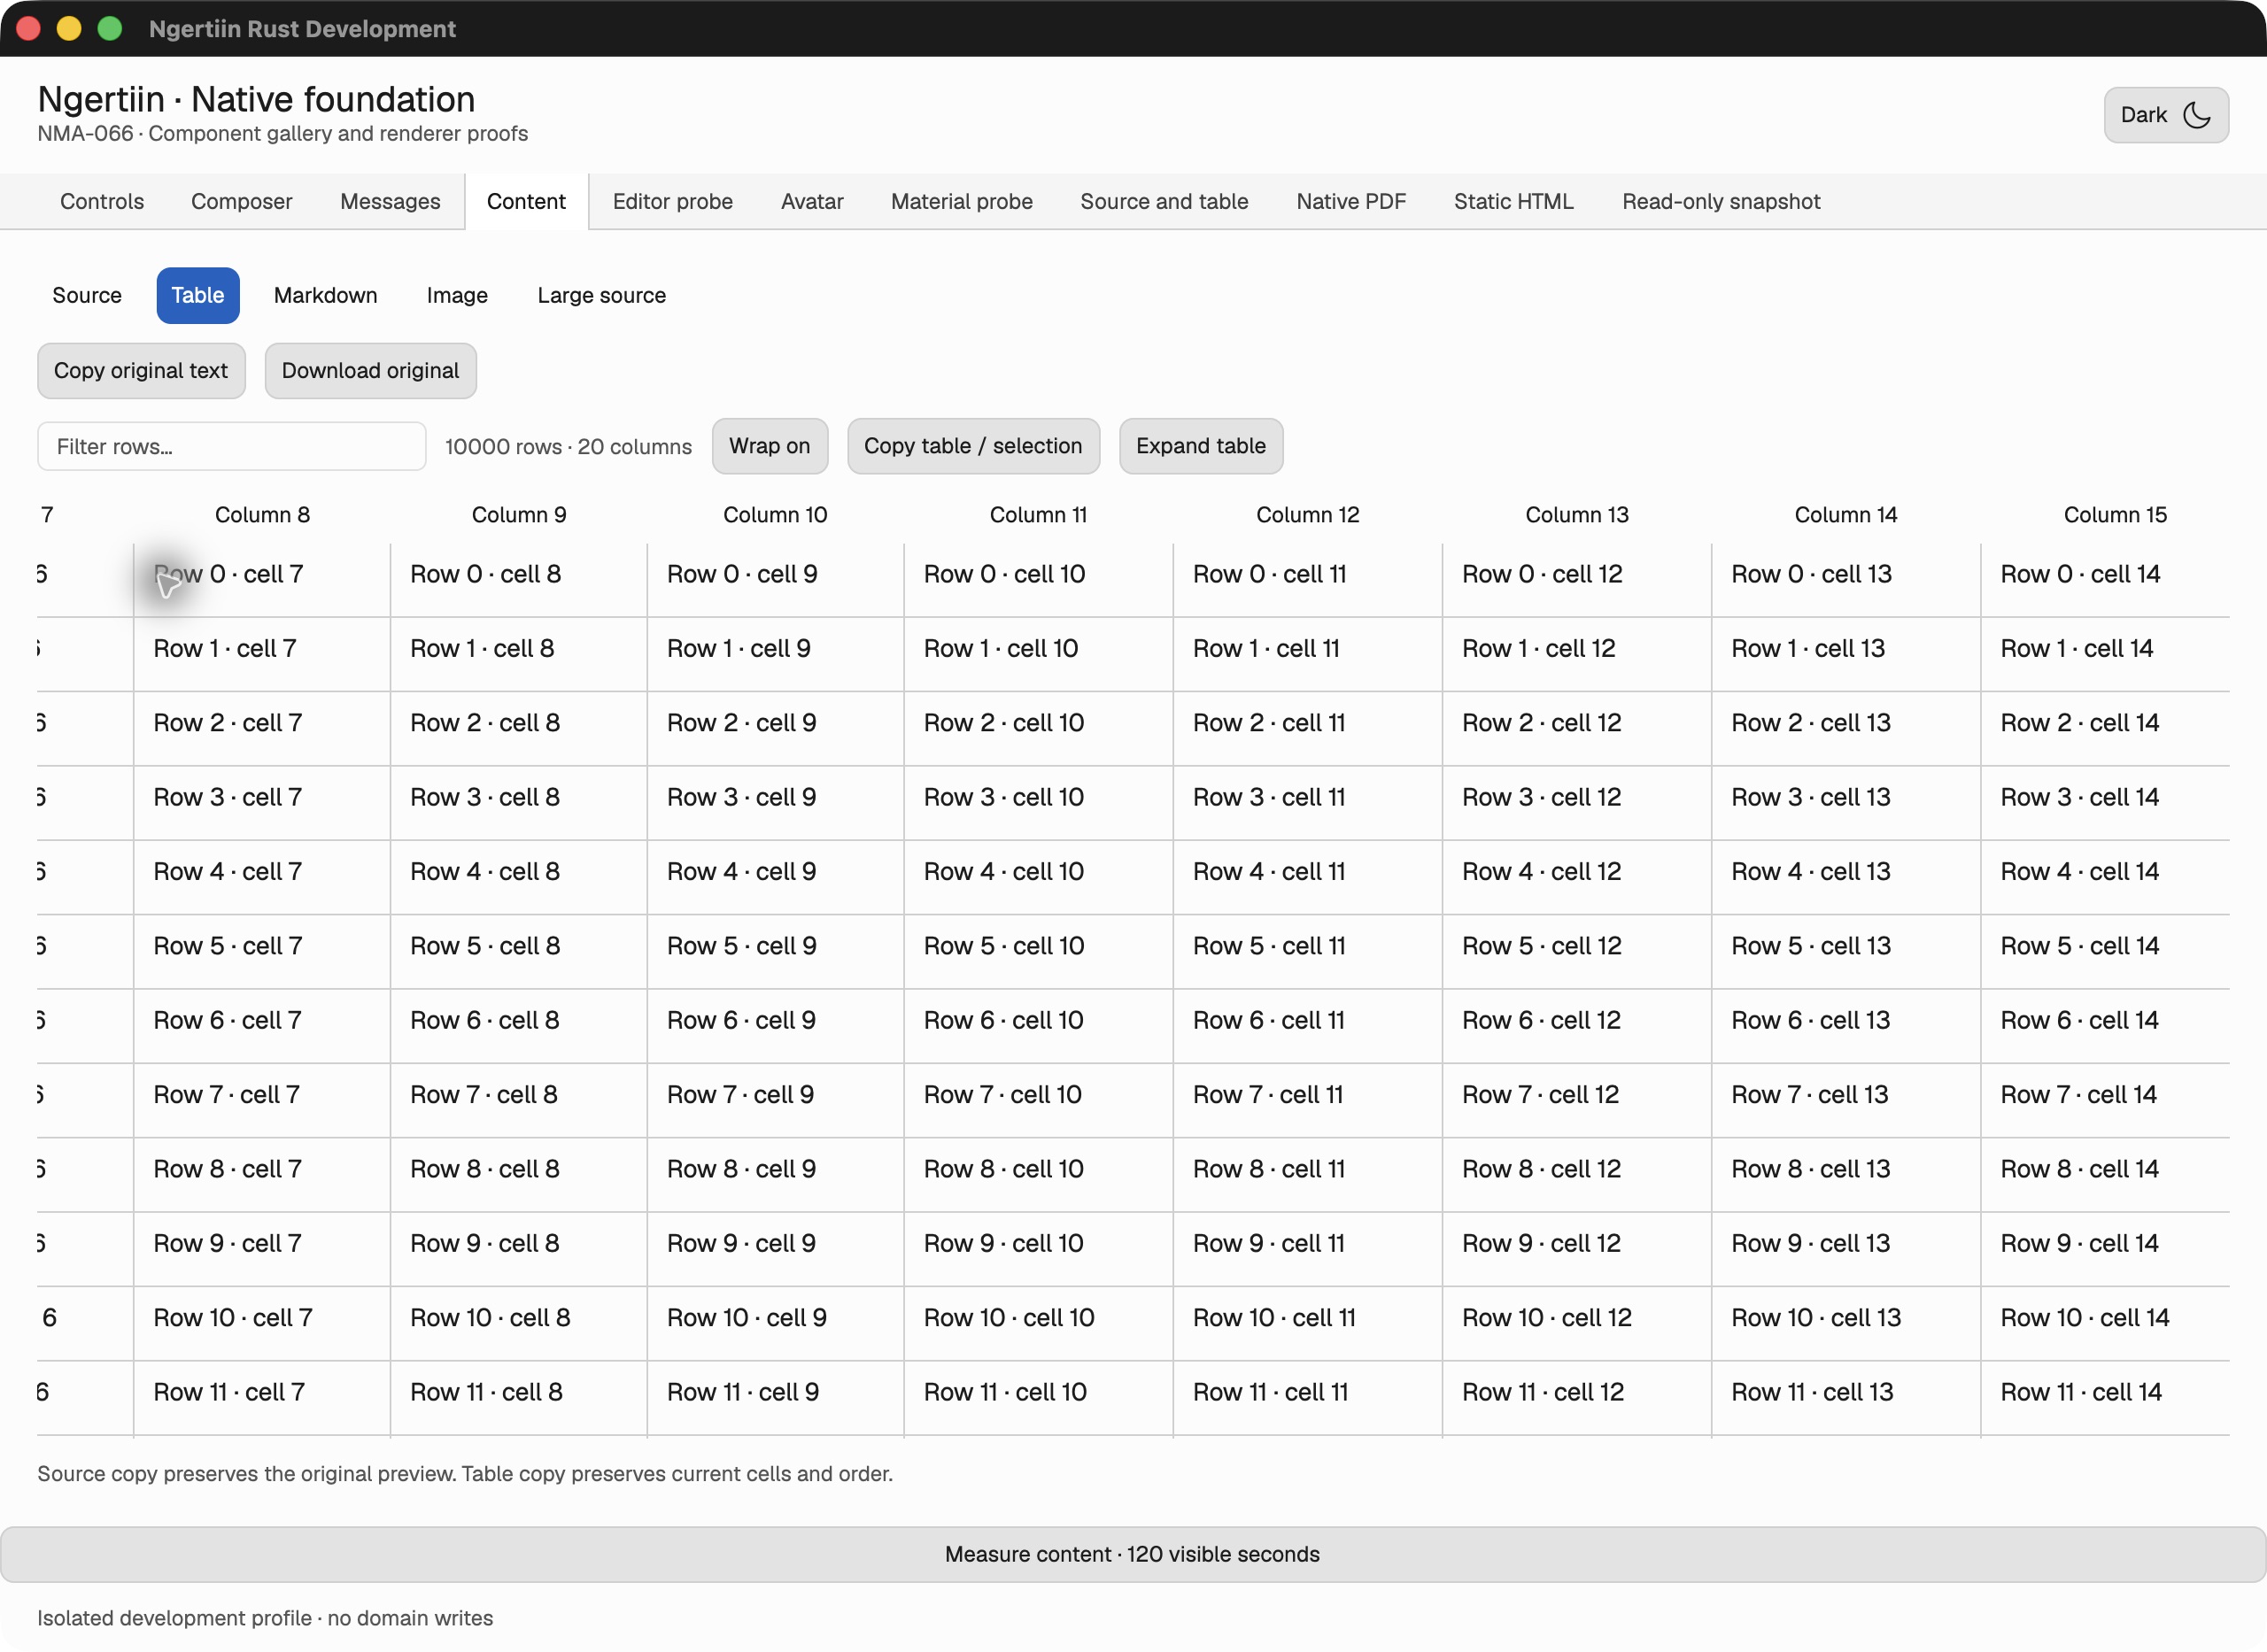 Ngertiin Rust Development
Ngertiin · Native foundation
NMA-066 · Component gallery and renderer proofs
Dark
Controls Composer Messages Content Editor probe Avatar Material probe Source and table Native PDF Static HTML Read-only snapshot
Source Table Markdown Image Large source
Copy original text Download original
Filter rows... 10000 rows · 20 columns Wrap on Copy table / selection Expand table
7 Column 8 Column 9 Column 10 Column 11 Column 12 Column 13 Column 14 Column 15
6 Row 0 · cell 7 Row 0 · cell 8 Row 0 · cell 9 Row 0 · cell 10 Row 0 · cell 11 Row 0 · cell 12 Row 0 · cell 13 Row 0 · cell 14
6 Row 1 · cell 7 Row 1 · cell 8 Row 1 · cell 9 Row 1 · cell 10 Row 1 · cell 11 Row 1 · cell 12 Row 1 · cell 13 Row 1 · cell 14
6 Row 2 · cell 7 Row 2 · cell 8 Row 2 · cell 9 Row 2 · cell 10 Row 2 · cell 11 Row 2 · cell 12 Row 2 · cell 13 Row 2 · cell 14
6 Row 3 · cell 7 Row 3 · cell 8 Row 3 · cell 9 Row 3 · cell 10 Row 3 · cell 11 Row 3 · cell 12 Row 3 · cell 13 Row 3 · cell 14
6 Row 4 · cell 7 Row 4 · cell 8 Row 4 · cell 9 Row 4 · cell 10 Row 4 · cell 11 Row 4 · cell 12 Row 4 · cell 13 Row 4 · cell 14
6 Row 5 · cell 7 Row 5 · cell 8 Row 5 · cell 9 Row 5 · cell 10 Row 5 · cell 11 Row 5 · cell 12 Row 5 · cell 13 Row 5 · cell 14
6 Row 6 · cell 7 Row 6 · cell 8 Row 6 · cell 9 Row 6 · cell 10 Row 6 · cell 11 Row 6 · cell 12 Row 6 · cell 13 Row 6 · cell 14
6 Row 7 · cell 7 Row 7 · cell 8 Row 7 · cell 9 Row 7 · cell 10 Row 7 · cell 11 Row 7 · cell 12 Row 7 · cell 13 Row 7 · cell 14
6 Row 8 · cell 7 Row 8 · cell 8 Row 8 · cell 9 Row 8 · cell 10 Row 8 · cell 11 Row 8 · cell 12 Row 8 · cell 13 Row 8 · cell 14
6 Row 9 · cell 7 Row 9 · cell 8 Row 9 · cell 9 Row 9 · cell 10 Row 9 · cell 11 Row 9 · cell 12 Row 9 · cell 13 Row 9 · cell 14
6 Row 10 · cell 7 Row 10 · cell 8 Row 10 · cell 9 Row 10 · cell 10 Row 10 · cell 11 Row 10 · cell 12 Row 10 · cell 13 Row 10 · cell 14
6 Row 11 · cell 7 Row 11 · cell 8 Row 11 · cell 9 Row 11 · cell 10 Row 11 · cell 11 Row 11 · cell 12 Row 11 · cell 13 Row 11 · cell 14
Source copy preserves the original preview. Table copy preserves current cells and order.
Measure content · 120 visible seconds
Isolated development profile · no domain writes